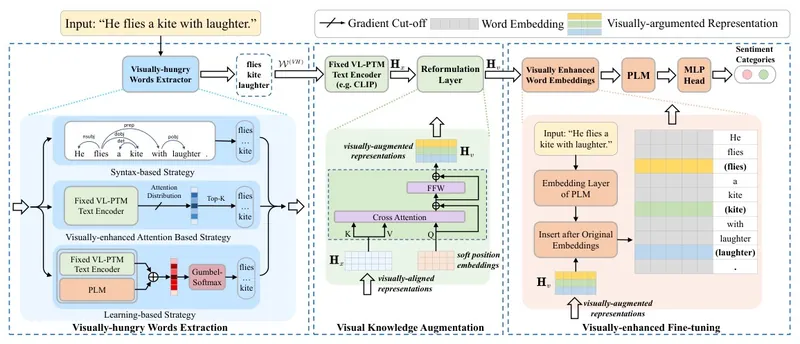 Input: “He flies a kite with laughter.”
Gradient Cut-off
Word Embedding
Visually-argumented Representation
Visually-hungry
Words Extractor
flies
kite
laughter
W(VH)
Fixed VL-PTM
Text Encoder
(e.g. CLIP)
Hx
Reformulation
Layer
Hv
Visually Enhanced
Word Embeddings
PLM
MLP
Head
Sentiment
Categories
prep
nsubj
dobj
det
pobj
He flies a kite with laughter .
flies
...
kite
Syntax-based Strategy
Fixed VL-PTM
Text Encoder
Attention
Distribution
Top-K
flies
...
kite
Visually-enhanced Attention Based Strategy
Fixed VL-PTM
Text Encoder
PLM
Gumbel-
Softmax
flies
...
kite
Learning-based Strategy
Visually-hungry Words Extraction
visually-augmented
representations
Hv
FFW
Cross Attention
K
V
Q
Hx
soft position
embeddings
visually-aligned
representations
Visual Knowledge Augmentation
Input: “He flies a
kite with laughter.”
Embedding Layer
of PLM
Insert after Original
Embeddings
Hv
visually-augmented
representations
He
flies
(flies)
a
kite
(kite)
with
laughter
(laughter)
.
Visually-enhanced Fine-tuning